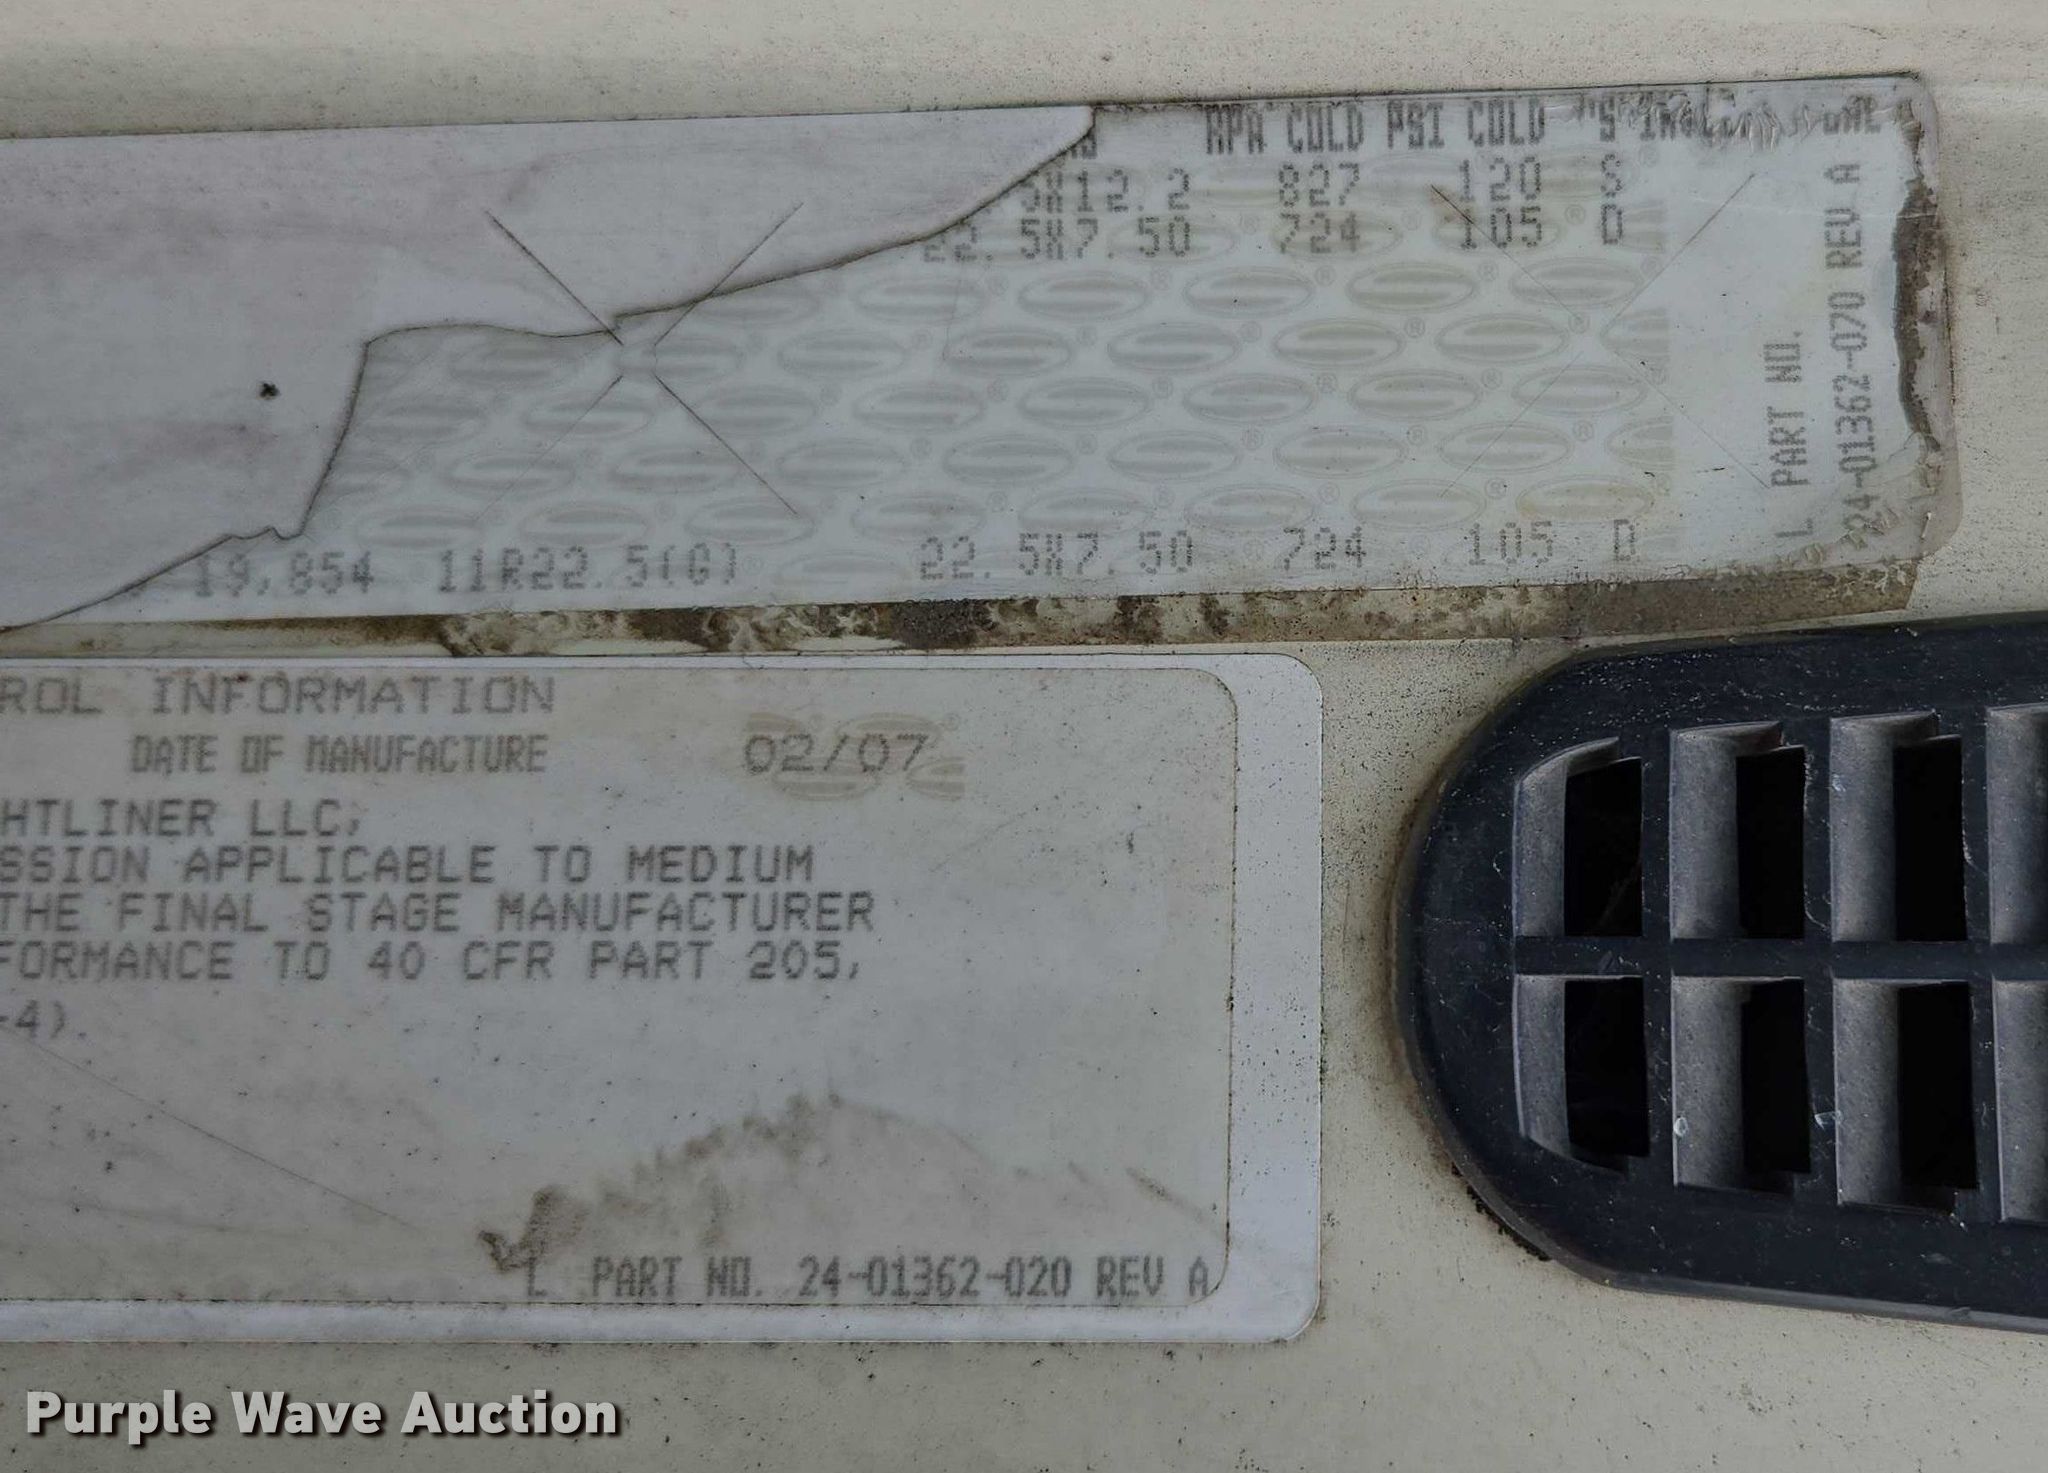 KPA COLD PSI COLD
5X12.2 827 120 S
22.5X7.50 724 105 D
19,854 11R22.5(G) 22.5X7.50 724 105 D
L PART NO.
24-01362-070 REV A
ROL INFORMATION
DATE OF MANUFACTURE 02/07
HTLINER LLC;
SSION APPLICABLE TO MEDIUM
THE FINAL STAGE MANUFACTURER
FORMANCE TO 40 CFR PART 205,
-4).
L PART NO. 24-01362-020 REV A
Purple Wave Auction